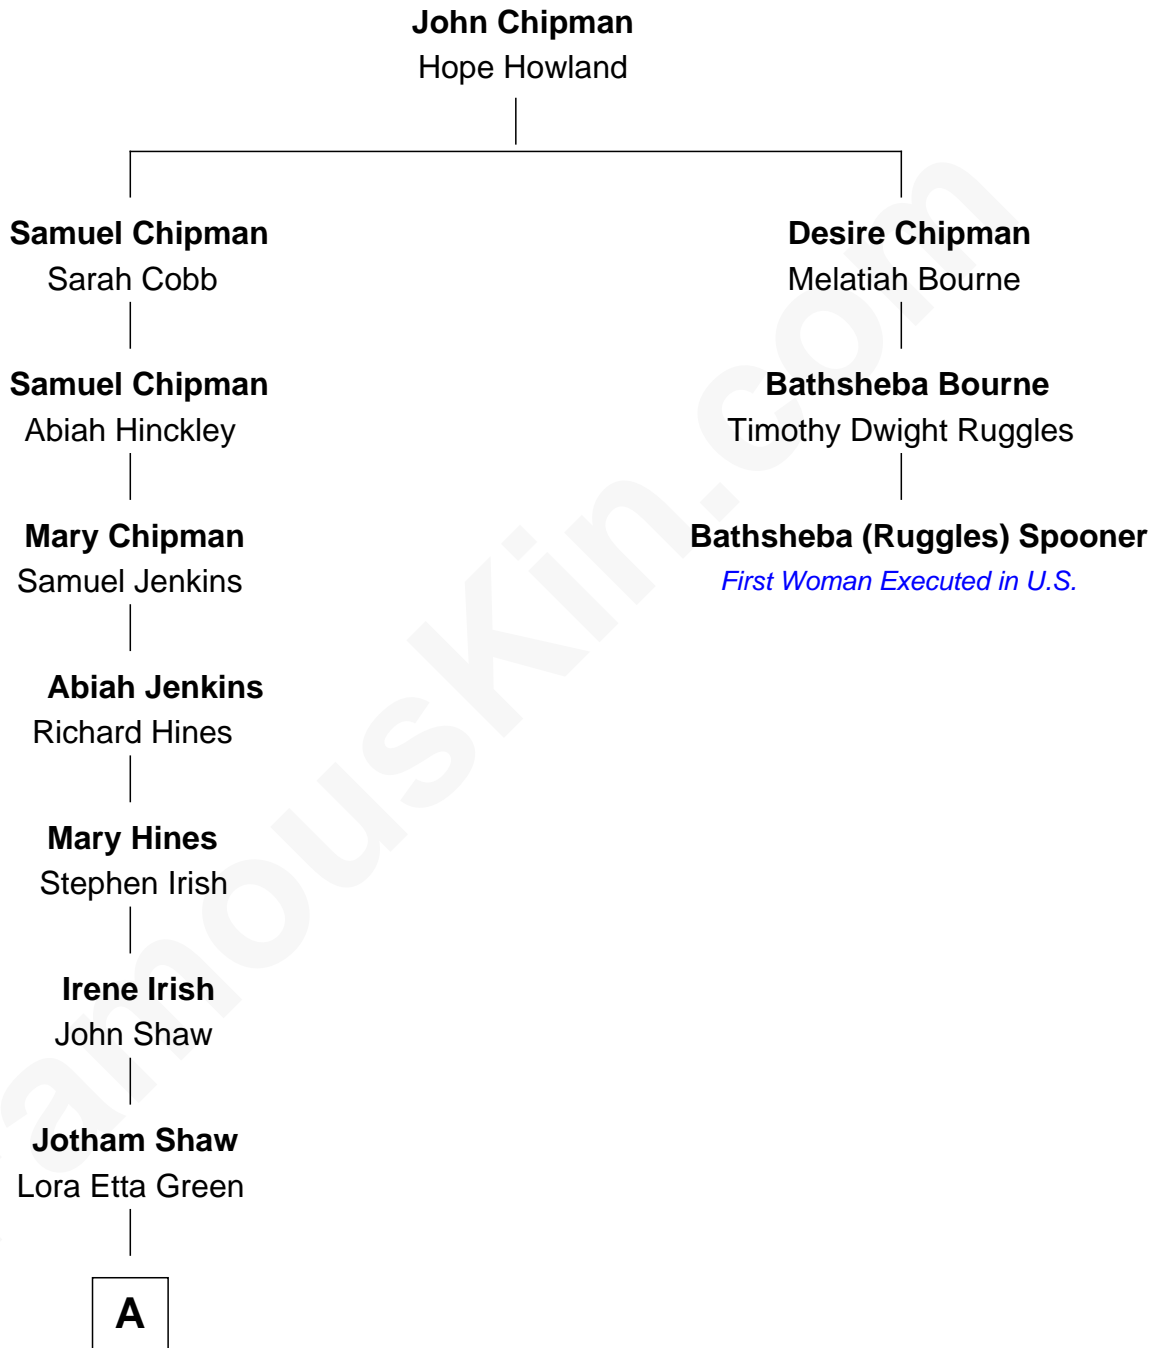 John Chipman
Hope Howland
Samuel Chipman
Sarah Cobb
Desire Chipman
Melatiah Bourne
Samuel Chipman
Abiah Hinckley
Bathsheba Bourne
Timothy Dwight Ruggles
Mary Chipman
Samuel Jenkins
Bathsheba (Ruggles) Spooner
First Woman Executed in U.S.
Abiah Jenkins
Richard Hines
Mary Hines
Stephen Irish
Irene Irish
John Shaw
Jotham Shaw
Lora Etta Green
A
famouskin.com